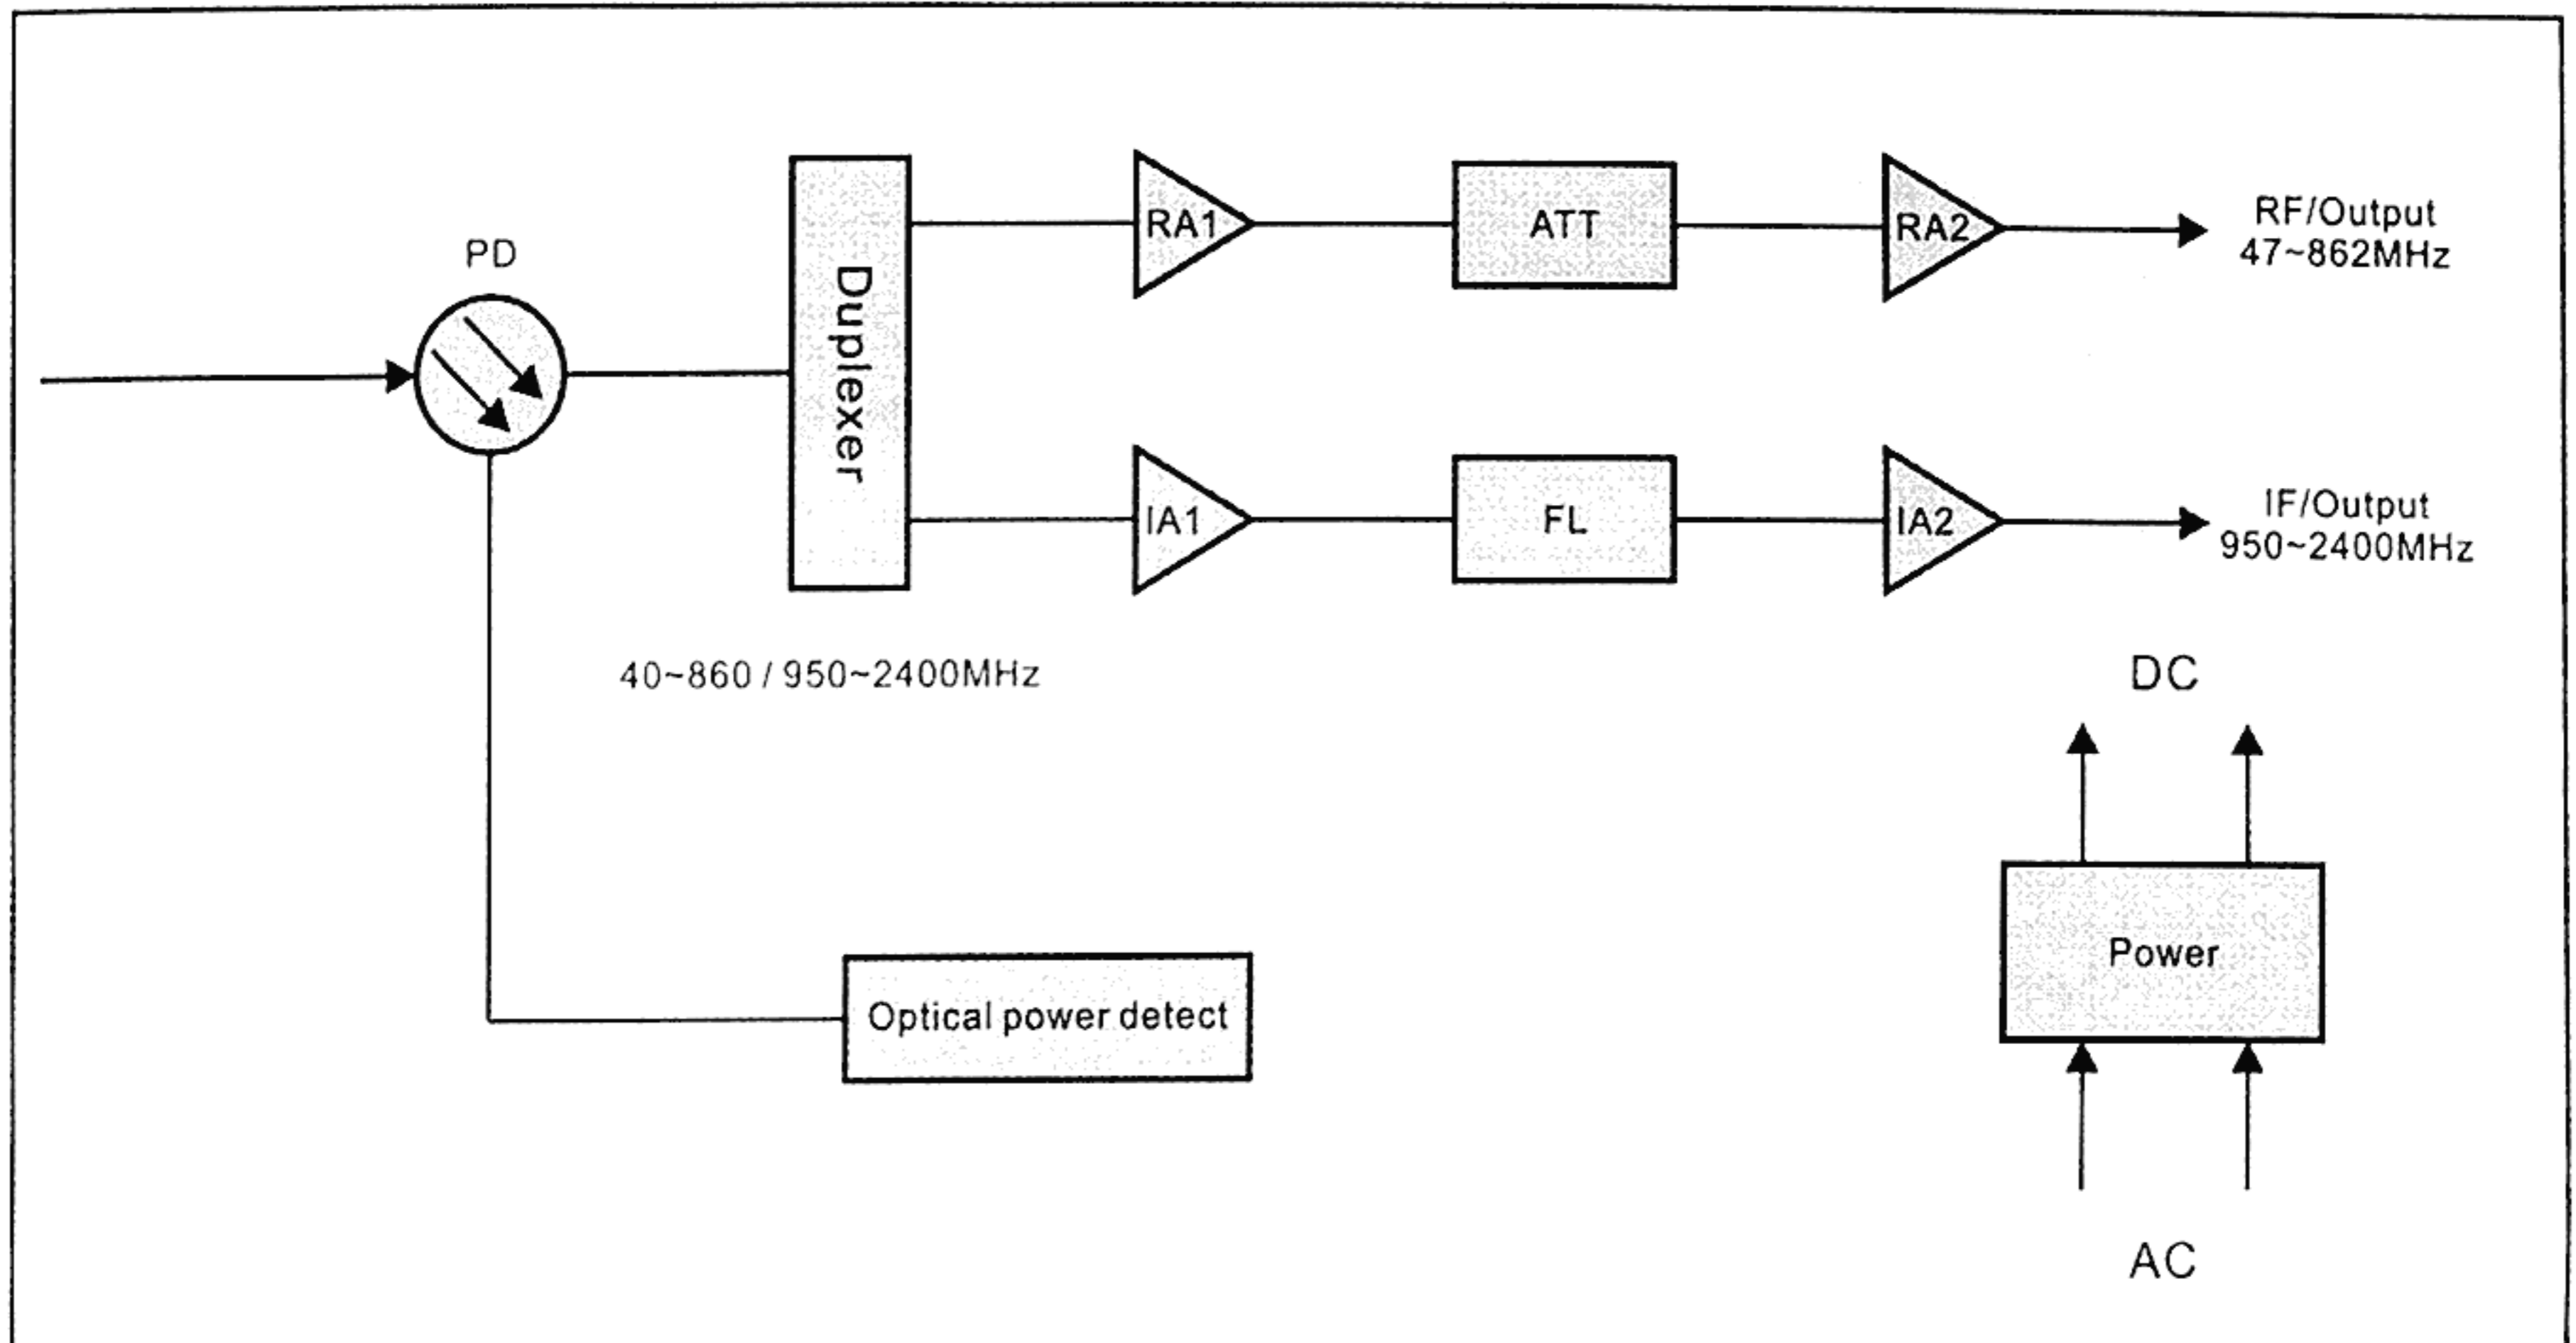 PD
Duplexer
RA1
ATT
RA2
RF/Output
47~862MHz
IA1
FL
IA2
IF/Output
950~2400MHz
40~860 / 950~2400MHz
DC
Optical power detect
Power
AC